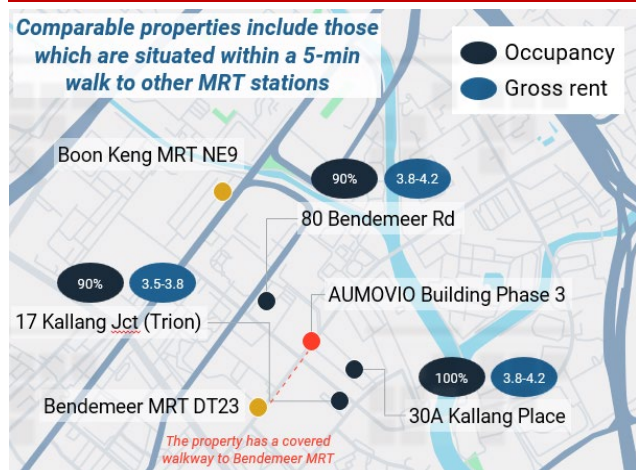 Comparable properties include those
which are situated within a 5-min
walk to other MRT stations
Occupancy
Gross rent
Boon Keng MRT NE9
90%
3.8-4.2
80 Bendemeer Rd
90%
3.5-3.8
AUMOVIO Building Phase 3
17 Kallang Jct (Trion)
100%
3.8-4.2
Bendemeer MRT DT23
30A Kallang Place
The property has a covered
walkway to Bendemeer MRT